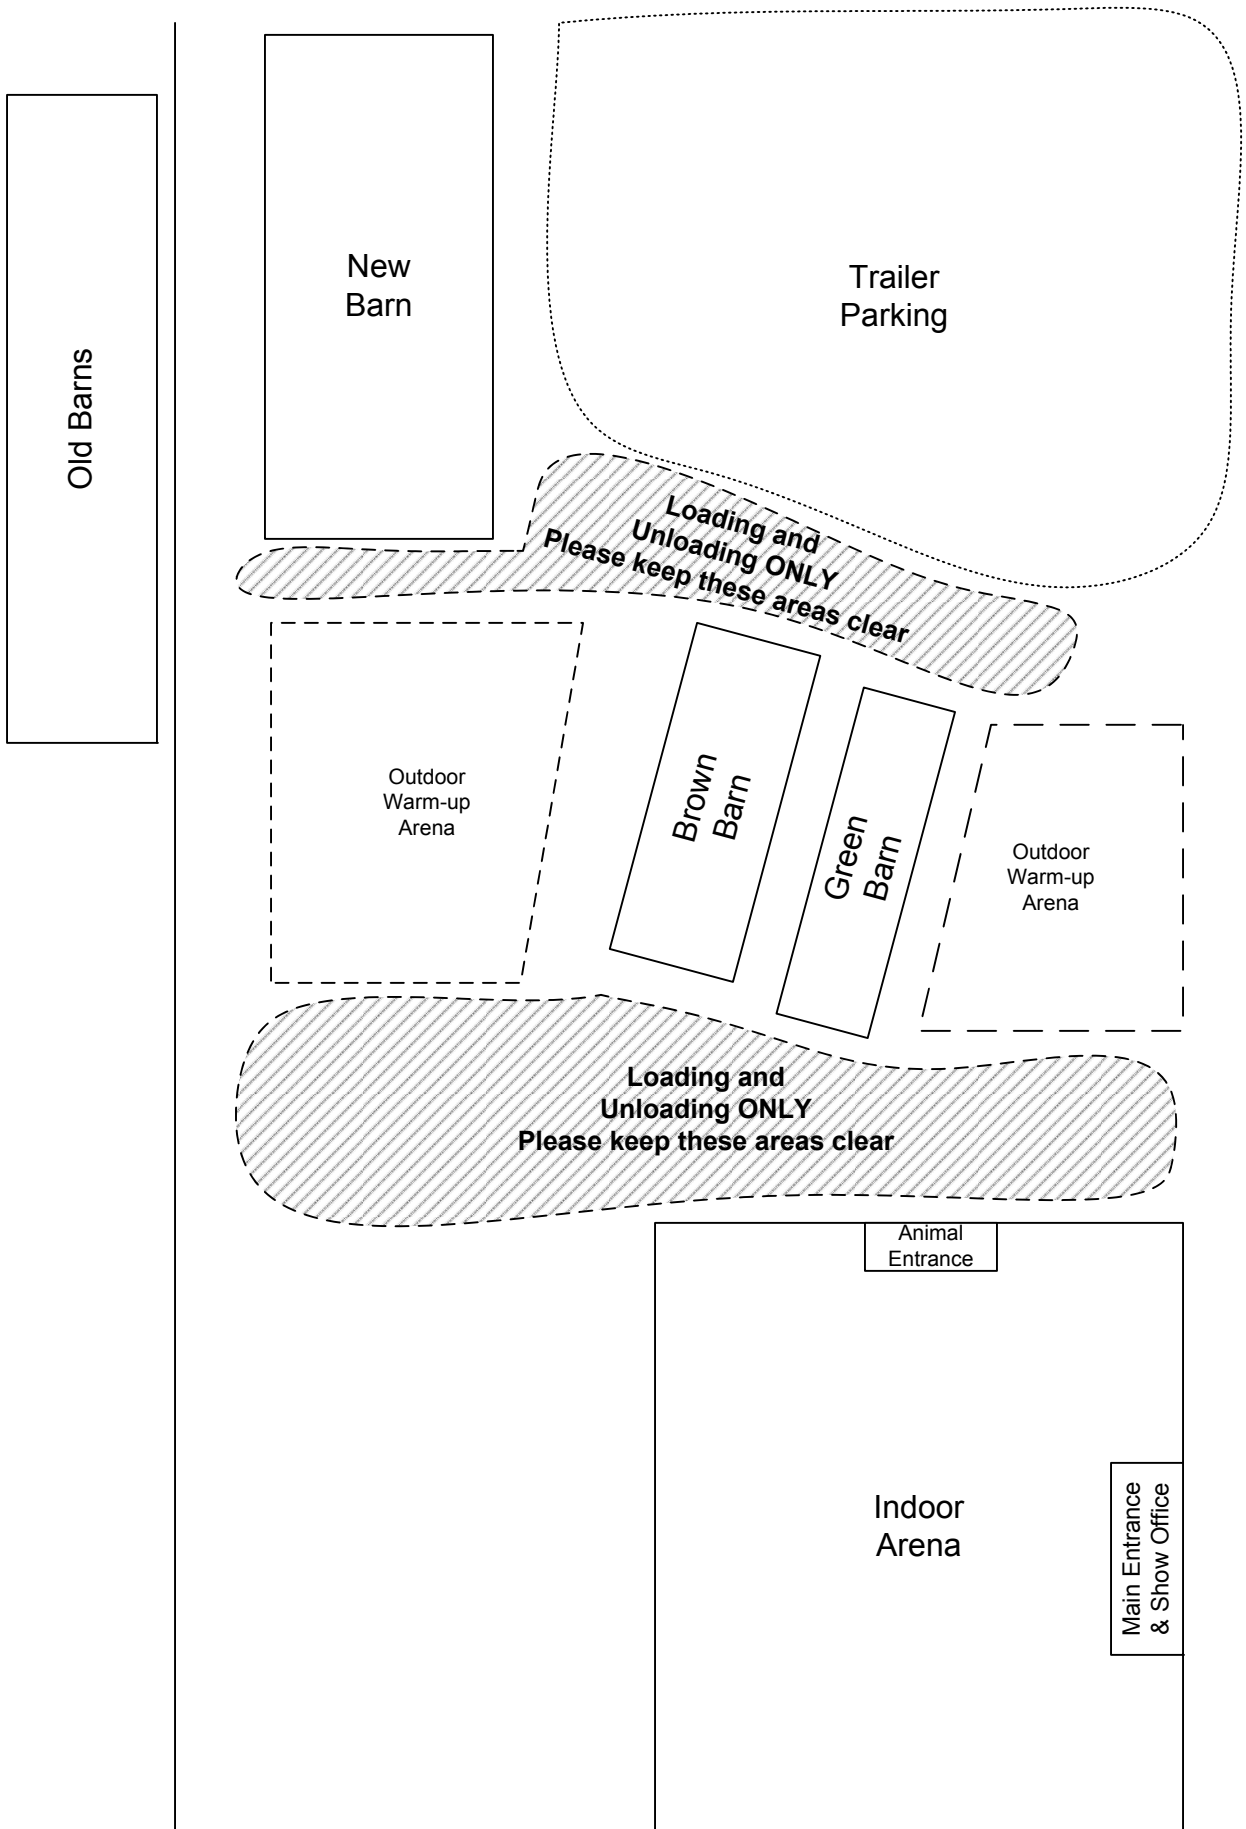 New
Barn
Trailer
Parking
Old Barns
Loading and
Unloading ONLY
Please keep these areas clear
Outdoor
Warm-up
Arena
Brown
Barn
Green
Barn
Outdoor
Warm-up
Arena
Loading and
Unloading ONLY
Please keep these areas clear
Animal
Entrance
Indoor
Arena
Main Entrance
& Show Office